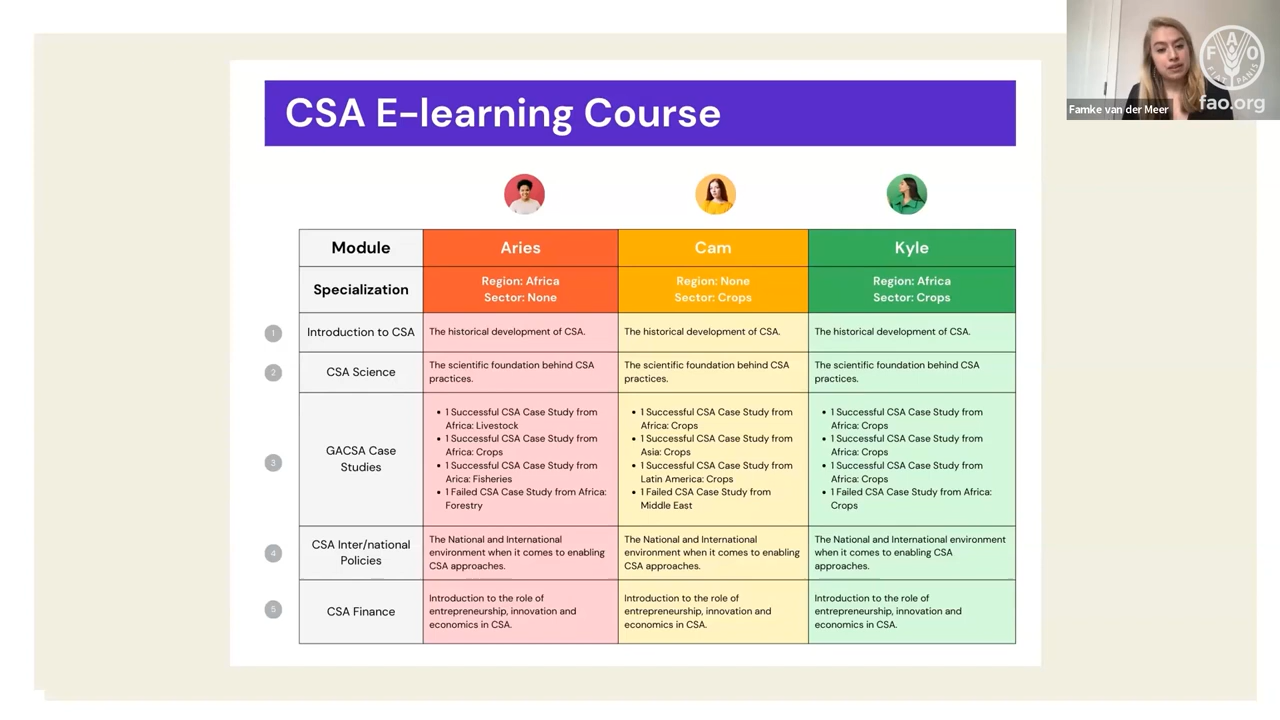 CSA E-learning Course
F A O
FIAT PANIS
fao.org
Famke van der Meer
Module
Aries
Cam
Kyle
Specialization
Region: Africa
Sector: None
Region: None
Sector: Crops
Region: Africa
Sector: Crops
1
Introduction to CSA
The historical development of CSA.
The historical development of CSA.
The historical development of CSA.
2
CSA Science
The scientific foundation behind CSA
practices.
The scientific foundation behind CSA
practices.
The scientific foundation behind CSA
practices.
3
GACSA Case
Studies
• 1 Successful CSA Case Study from
Africa: Livestock
• 1 Successful CSA Case Study from
Africa: Crops
• 1 Successful CSA Case Study from
Arica: Fisheries
• 1 Failed CSA Case Study from Africa:
Forestry
• 1 Successful CSA Case Study from
Africa: Crops
• 1 Successful CSA Case Study from
Asia: Crops
• 1 Successful CSA Case Study from
Latin America: Crops
• 1 Failed CSA Case Study from
Middle East
• 1 Successful CSA Case Study from
Africa: Crops
• 1 Successful CSA Case Study from
Africa: Crops
• 1 Successful CSA Case Study from
Africa: Crops
• 1 Failed CSA Case Study from Africa:
Crops
4
CSA Inter/national
Policies
The National and International
environment when it comes to enabling
CSA approaches.
The National and International
environment when it comes to enabling
CSA approaches.
The National and International environment
when it comes to enabling CSA
approaches.
5
CSA Finance
Introduction to the role of
entrepreneurship, innovation and
economics in CSA.
Introduction to the role of
entrepreneurship, innovation and
economics in CSA.
Introduction to the role of
entrepreneurship, innovation and
economics in CSA.